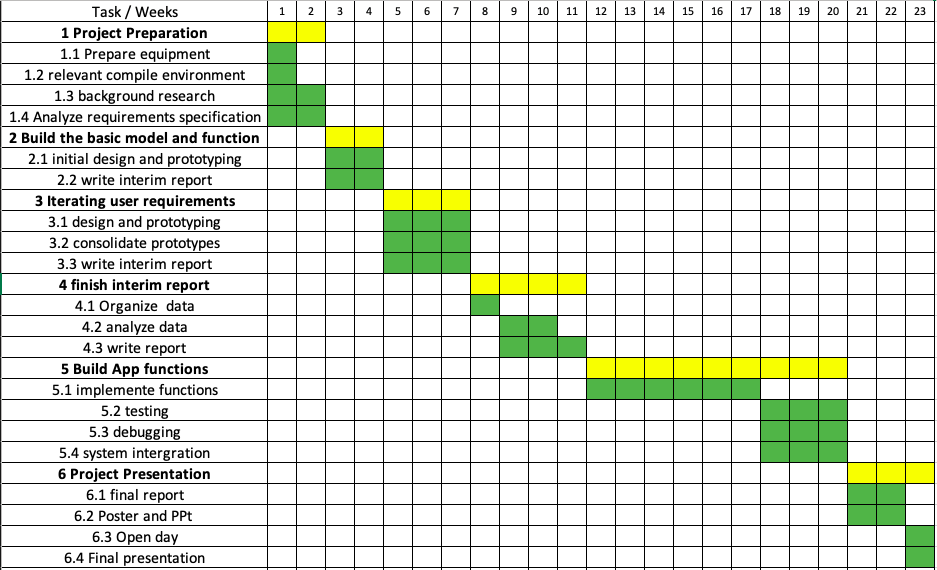 Task / Weeks 1 2 3 4 5 6 7 8 9 10 11 12 13 14 15 16 17 18 19 20 21 22 23
1 Project Preparation
1.1 Prepare equipment
1.2 relevant compile environment
1.3 background research
1.4 Analyze requirements specification
2 Build the basic model and function
2.1 initial design and prototyping
2.2 write interim report
3 Iterating user requirements
3.1 design and prototyping
3.2 consolidate prototypes
3.3 write interim report
4 finish interim report
4.1 Organize  data
4.2 analyze data
4.3 write report
5 Build App functions
5.1 implemente functions
5.2 testing
5.3 debugging
5.4 system intergration
6 Project Presentation
6.1 final report
6.2 Poster and PPt
6.3 Open day
6.4 Final presentation